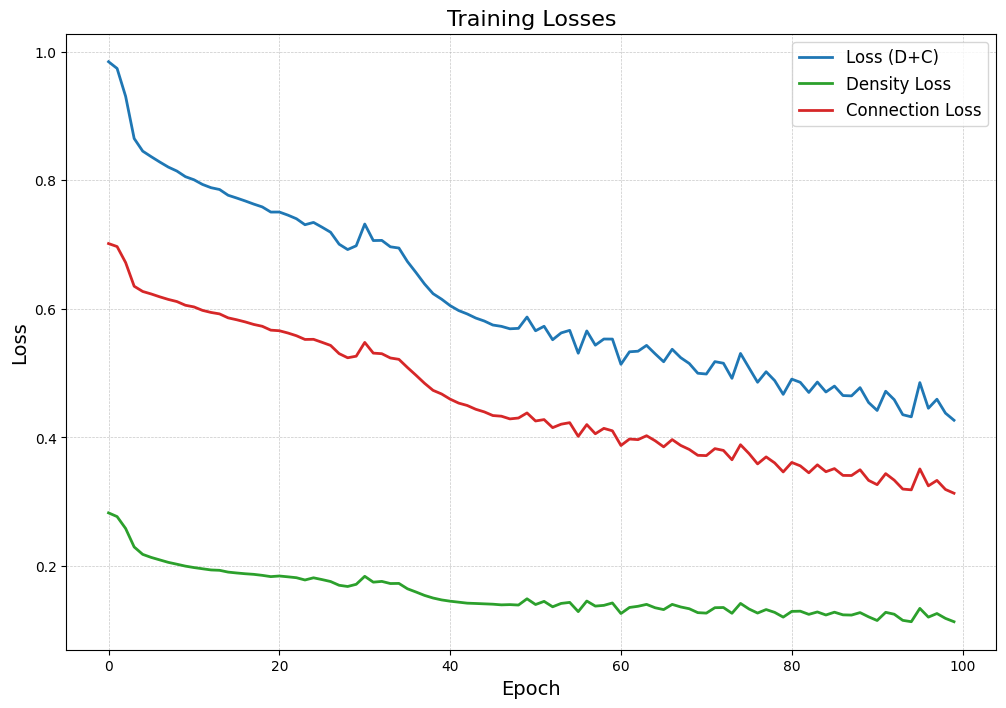 Training Losses
Loss (D+C)
Density Loss
Connection Loss
1.0
0.8
0.6
0.4
0.2
Loss
0 20 40 60 80 100
Epoch